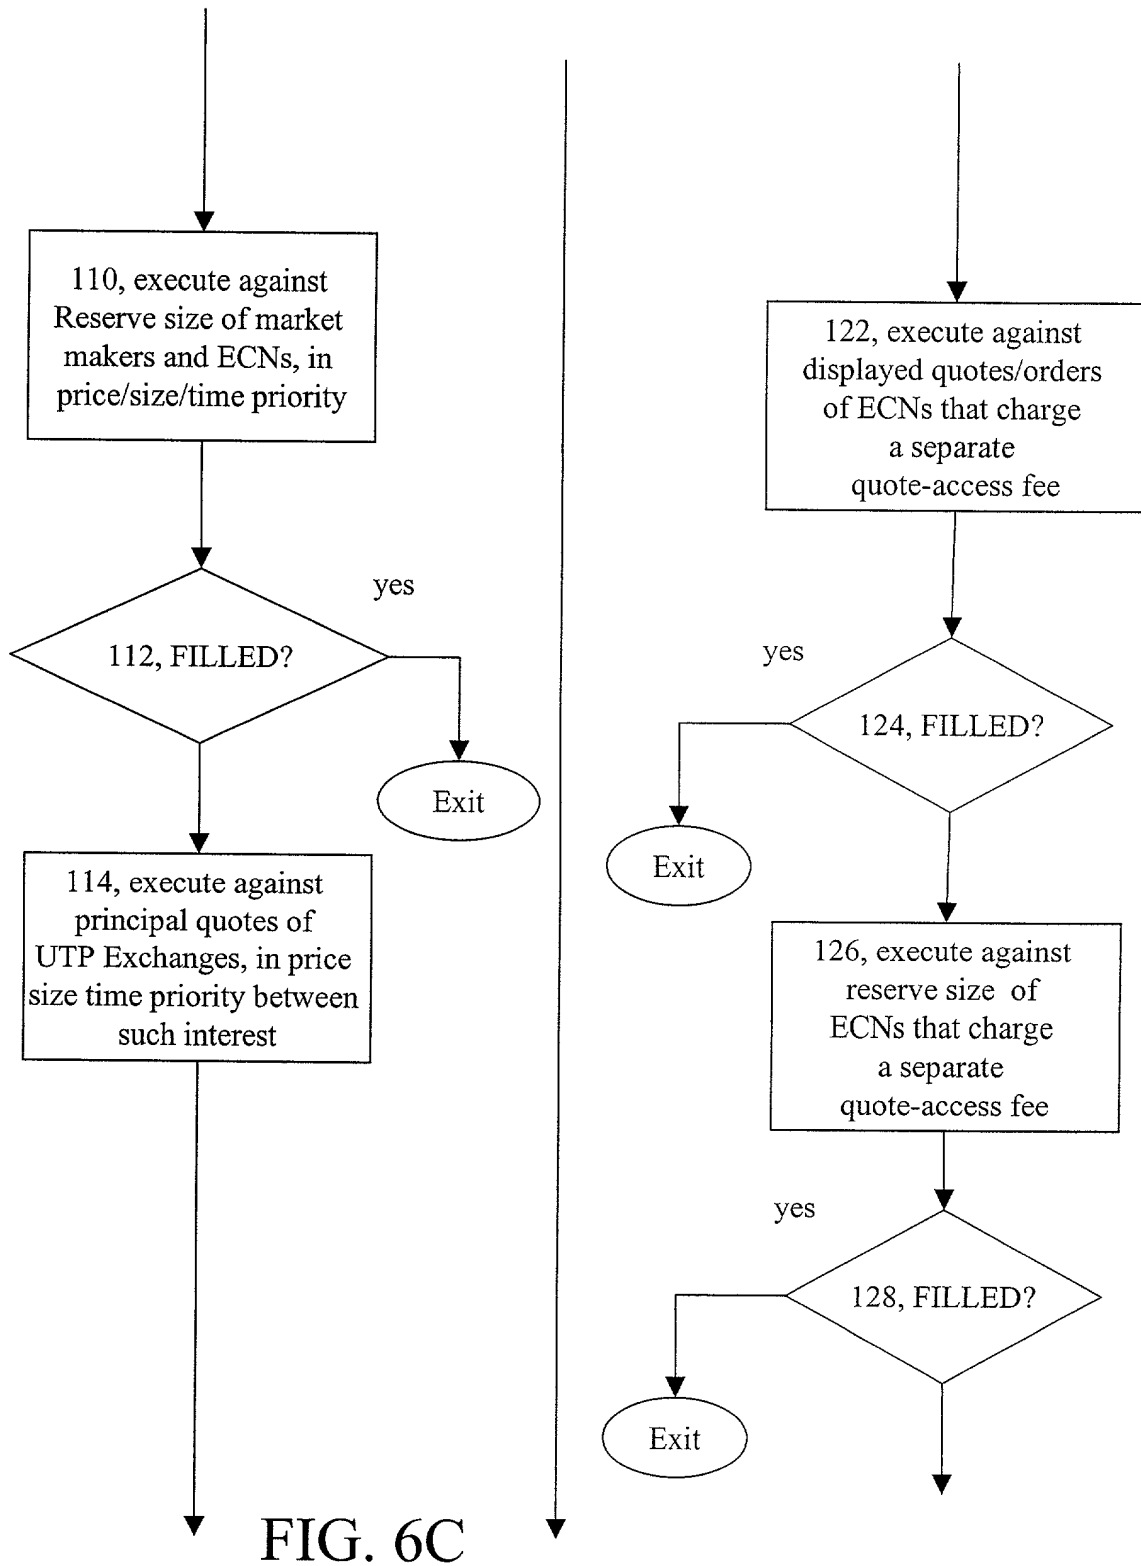 110, execute against
Reserve size of market
makers and ECNs, in
price/size/time priority
yes
112, FILLED?
Exit
114, execute against
principal quotes of
UTP Exchanges, in price
size time priority between
such interest
122, execute against
displayed quotes/orders
of ECNs that charge
a separate
quote-access fee
yes
124, FILLED?
Exit
126, execute against
reserve size of
ECNs that charge
a separate
quote-access fee
yes
128, FILLED?
Exit
FIG. 6C